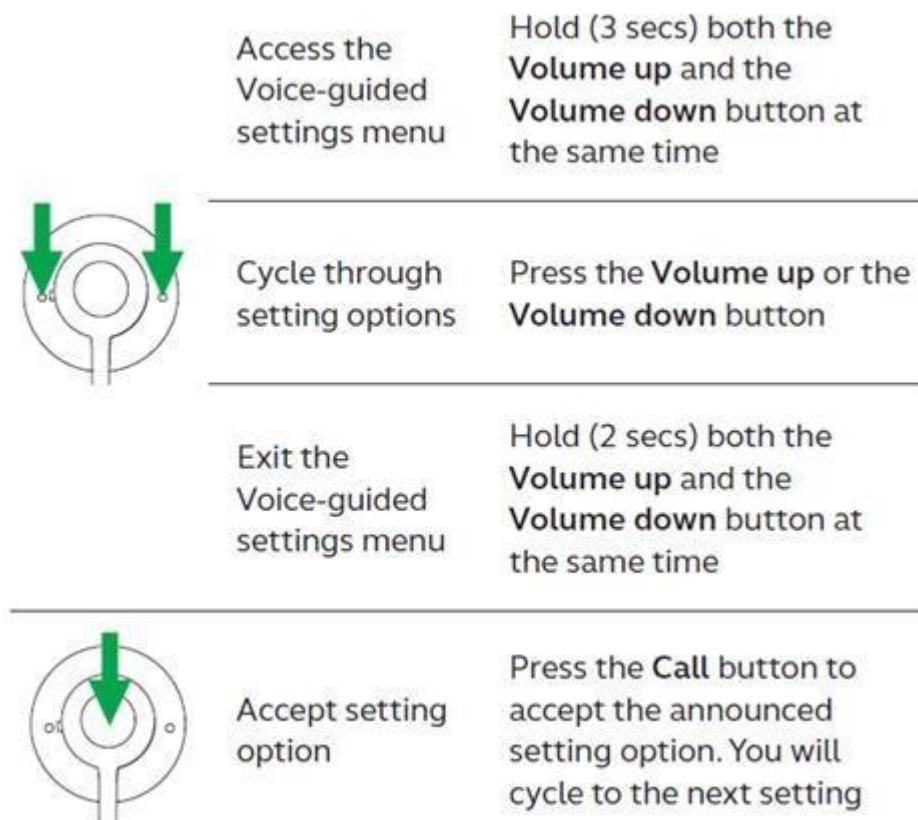 Access the
Voice-guided
settings menu
Hold (3 secs) both the
Volume up and the
Volume down button at
the same time
Cycle through
setting options
Press the Volume up or the
Volume down button
Exit the
Voice-guided
settings menu
Hold (2 secs) both the
Volume up and the
Volume down button at
the same time
Accept setting
option
Press the Call button to
accept the announced
setting option. You will
cycle to the next setting